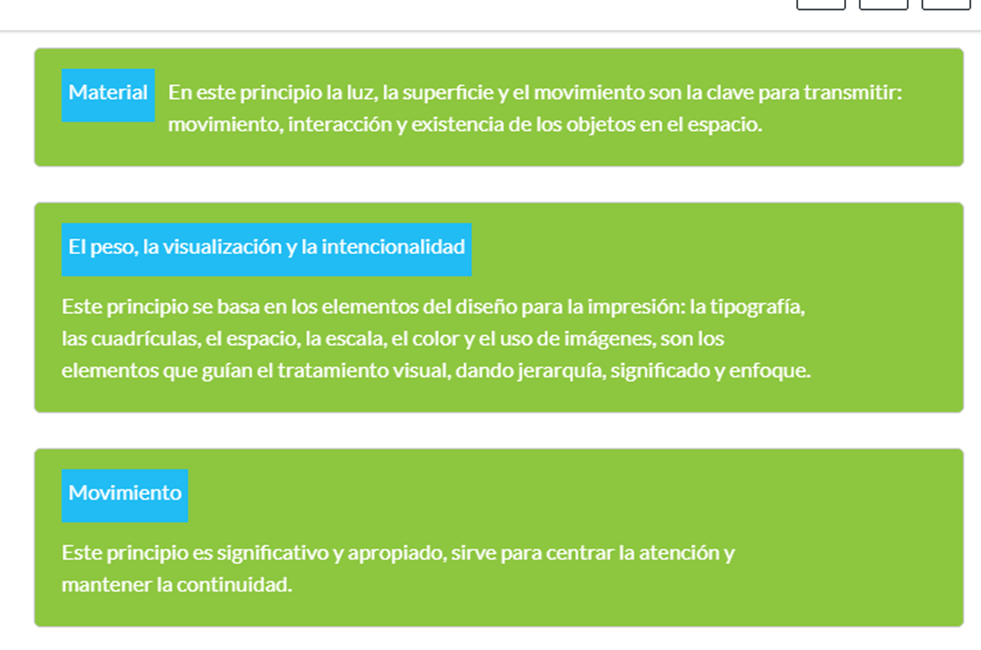 Material En este principio la luz, la superficie y el movimiento son la clave para transmitir:
movimiento, interacción y existencia de los objetos en el espacio.
El peso, la visualización y la intencionalidad
Este principio se basa en los elementos del diseño para la impresión: la tipografía,
las cuadrículas, el espacio, la escala, el color y el uso de imágenes, son los
elementos que guían el tratamiento visual, dando jerarquía, significado y enfoque.
Movimiento
Este principio es significativo y apropiado, sirve para centrar la atención y
mantener la continuidad.